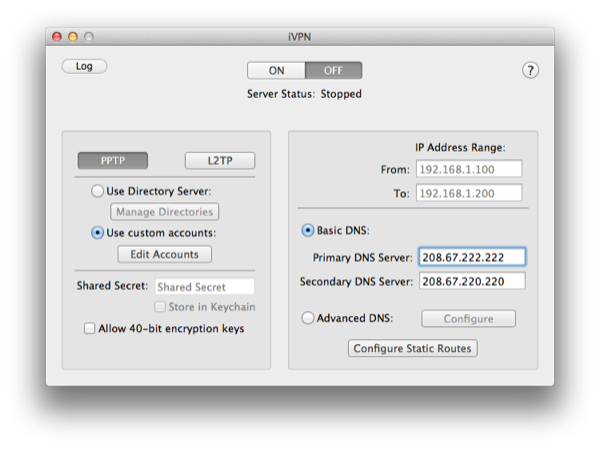 iVPN
Log
ON OFF
?
Server Status: Stopped
PPTP L2TP
Use Directory Server:
Manage Directories
Use custom accounts:
Edit Accounts
Shared Secret: Shared Secret
Store in Keychain
Allow 40-bit encryption keys
IP Address Range:
From: 192.168.1.100
To: 192.168.1.200
Basic DNS:
Primary DNS Server: 208.67.222.222
Secondary DNS Server: 208.67.220.220
Advanced DNS: Configure
Configure Static Routes